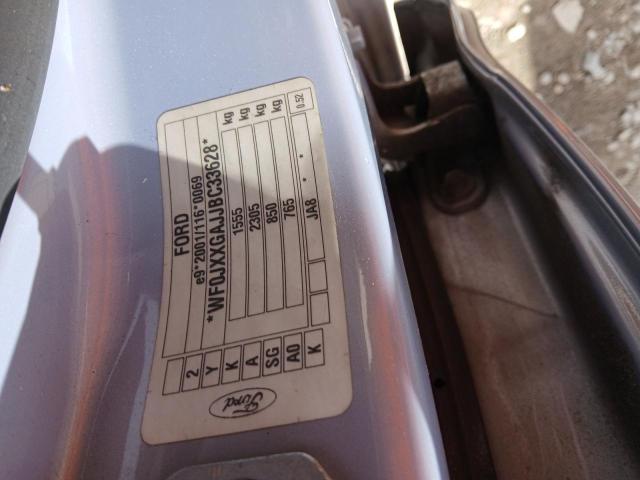 FORD
e9*2001/116*0069
*WF0JXXGAJJBC33628*
1555 kg
2305 kg
850 kg
765 kg
JA8 * * 0.52
2 Y K A SG A0 K
Ford